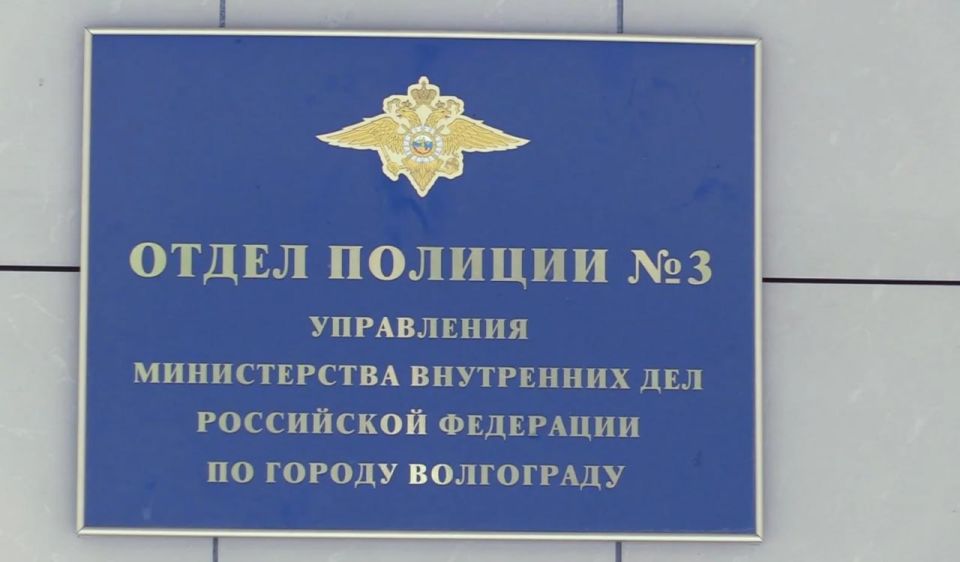 ОТДЕЛ ПОЛИЦИИ №3
УПРАВЛЕНИЯ
МИНИСТЕРСТВА ВНУТРЕННИХ ДЕЛ
РОССИЙСКОЙ ФЕДЕРАЦИИ
ПО ГОРОДУ ВОЛГОГРАДУ